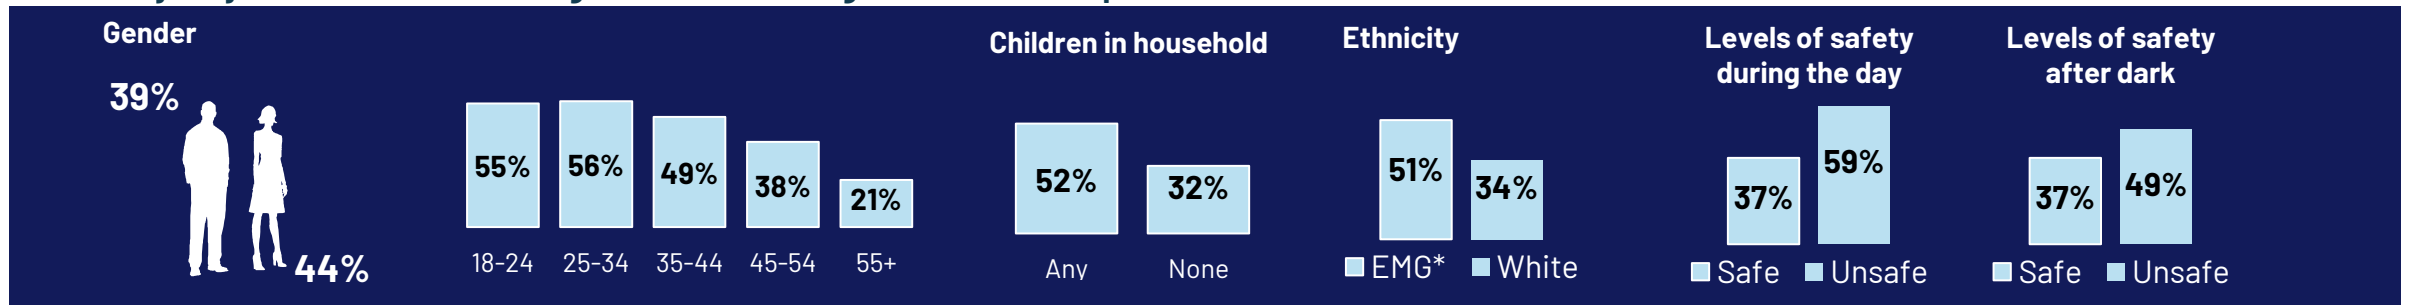 Gender
39%
44%
55%
56%
49%
38%
21%
18-24 25-34 35-44 45-54 55+
Children in household
52%
32%
Any None
Ethnicity
51%
34%
EMG* White
Levels of safety
during the day
37%
59%
Safe Unsafe
Levels of safety
after dark
37%
49%
Safe Unsafe